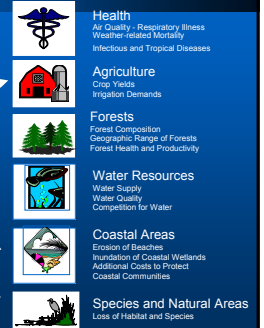 Health
Air Quality - Respiratory Illness
Weather-related Mortality
Infectious and Tropical Diseases
Agriculture
Crop Yields
Irrigation Demands
Forests
Forest Composition
Geographic Range of Forests
Forest Health and Productivity
Water Resources
Water Supply
Water Quality
Competition for Water
Coastal Areas
Erosion of Beaches
Inundation of Coastal Wetlands
Additional Costs to Protect
Coastal Communities
Species and Natural Areas
Loss of Habitat and Species